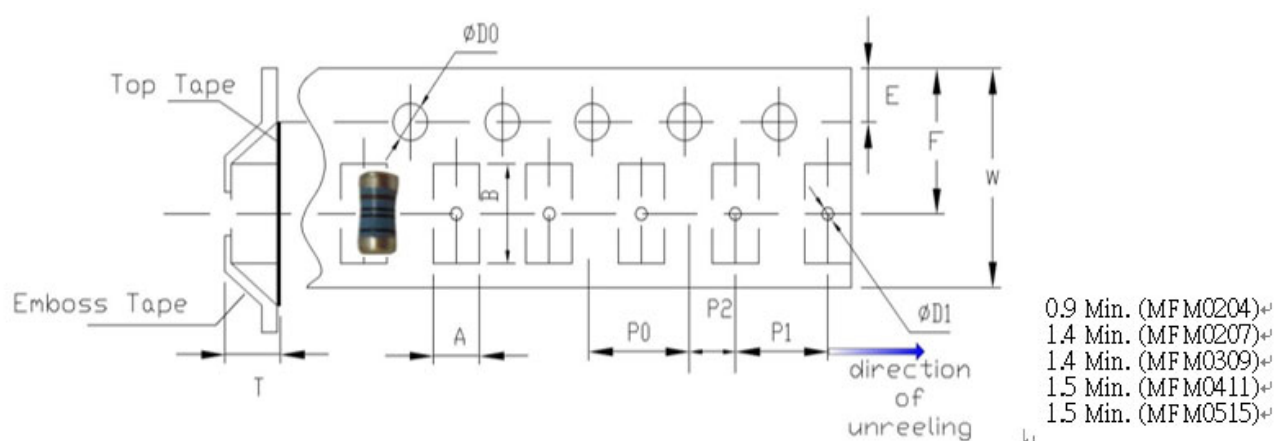 ØD0
Top Tape
E
F
W
B
Emboss Tape
ØD1
P2
P0
P1
A
T
direction
of
unreeling
0.9 Min. (MFM0204)
1.4 Min. (MFM0207)
1.4 Min. (MFM0309)
1.5 Min. (MFM0411)
1.5 Min. (MFM0515)